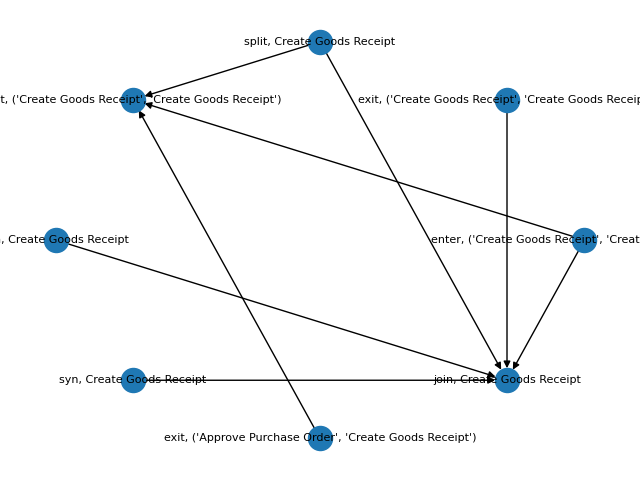 split, Create Goods Receipt
t, ('Create Goods Receipt', 'Create Goods Receipt')
exit, ('Create Goods Receipt', 'Create Goods Recei
, Create Goods Receipt
enter, ('Create Goods Receipt', 'Creat
syn, Create Goods Receipt
join, Create Goods Receipt
exit, ('Approve Purchase Order', 'Create Goods Receipt')